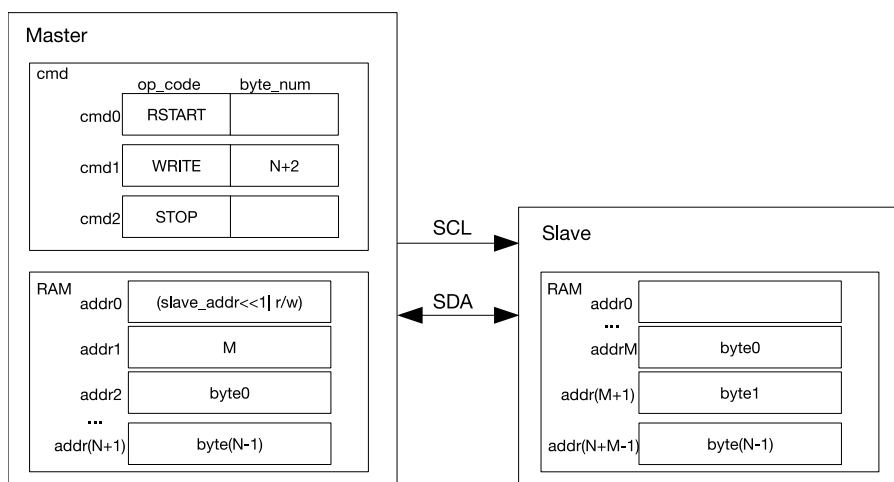 Master
cmd
op_code byte_num
cmd0 RSTART
cmd1 WRITE N+2
cmd2 STOP
RAM
addr0 (slave_addr<<1| r/w)
addr1 M
addr2 byte0
...
addr(N+1) byte(N-1)
SCL
SDA
Slave
RAM
addr0
...
addrM byte0
addr(M+1) byte1
addr(N+M-1) byte(N-1)